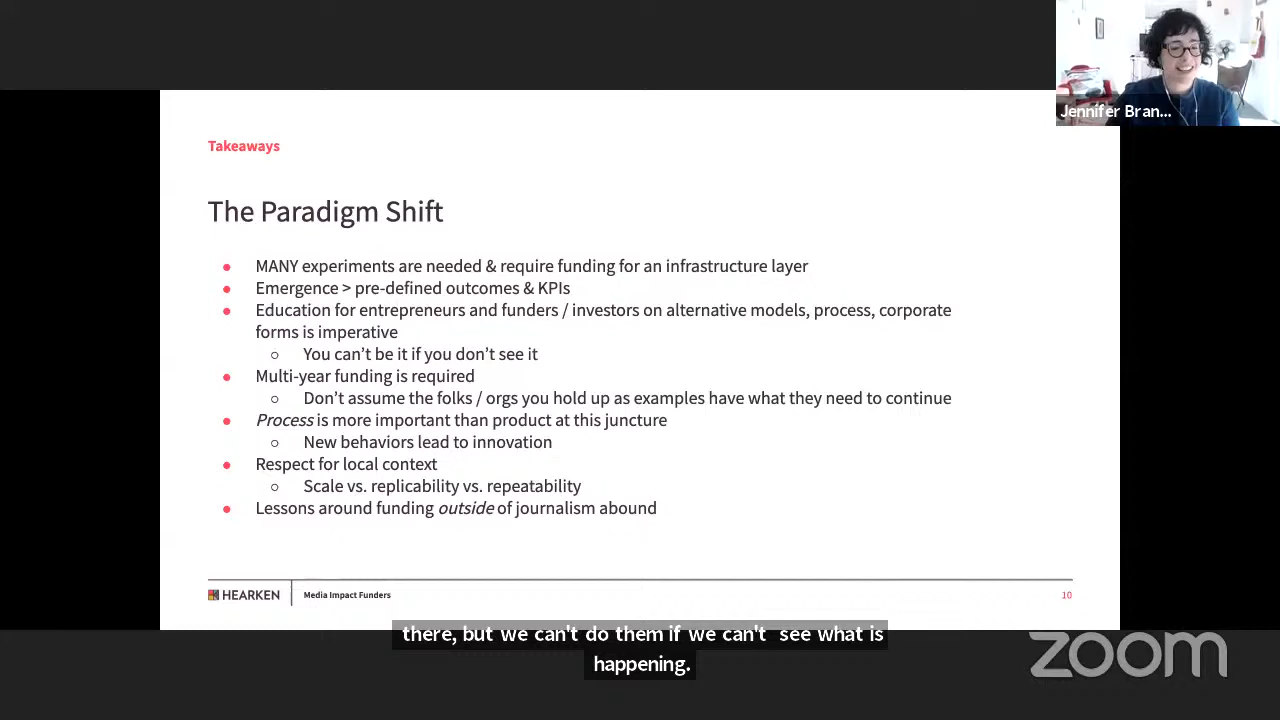 Jennifer Bran...
Takeaways
The Paradigm Shift
● MANY experiments are needed & require funding for an infrastructure layer
● Emergence > pre-defined outcomes & KPIs
● Education for entrepreneurs and funders / investors on alternative models, process, corporate
forms is imperative
○ You can’t be it if you don’t see it
● Multi-year funding is required
○ Don’t assume the folks / orgs you hold up as examples have what they need to continue
● Process is more important than product at this juncture
○ New behaviors lead to innovation
● Respect for local context
○ Scale vs. replicability vs. repeatability
● Lessons around funding outside of journalism abound
HEARKEN Media Impact Funders 10
there, but we can't do them if we can't see what is
happening.
zoom